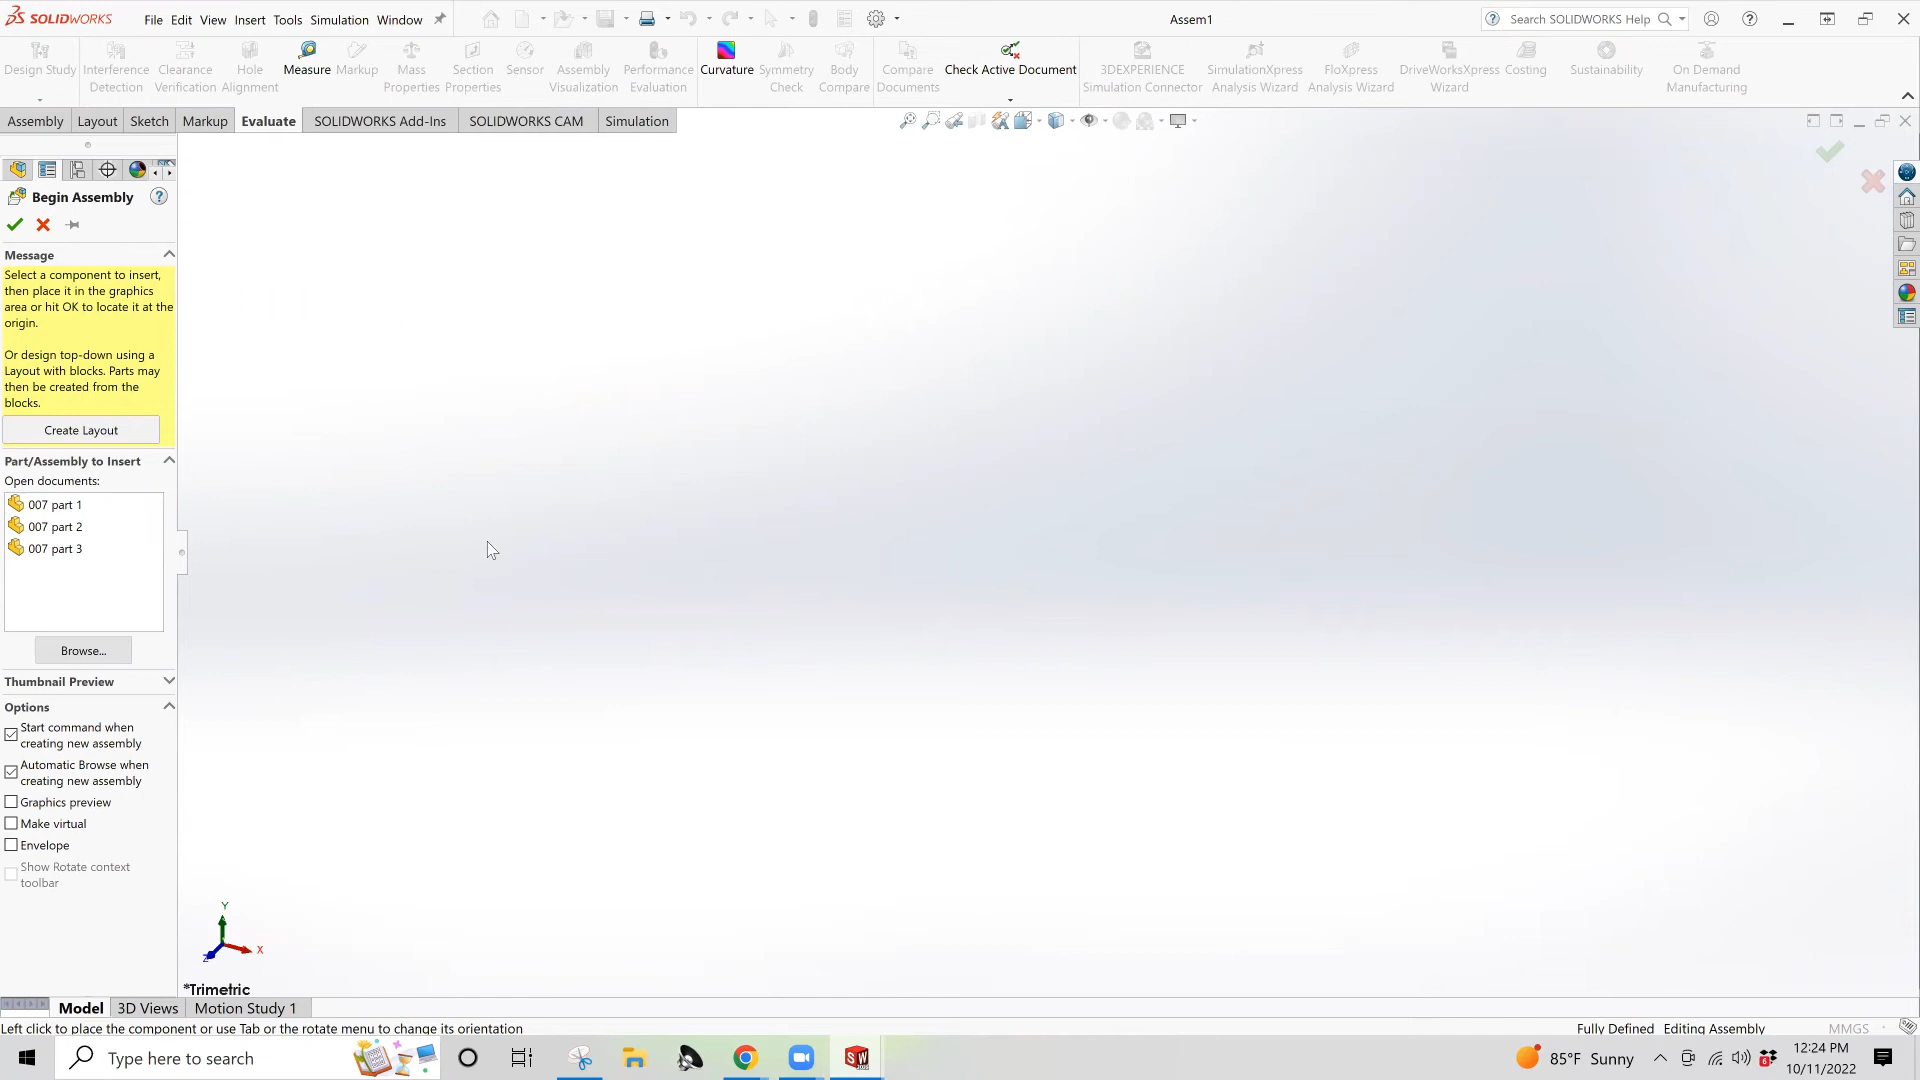 SOLIDWORKS File Edit View Insert Tools Simulation Window Assem1 Search SOLIDWORKS Help
Design Study
Interference Detection
Clearance Verification
Hole Alignment
Measure
Markup
Mass Properties
Section Properties
Sensor
Assembly Visualization
Performance Evaluation
Curvature
Symmetry Check
Body Compare
Compare Documents
Check Active Document
3DEXPERIENCE Simulation Connector
SimulationXpress Analysis Wizard
FloXpress Analysis Wizard
DriveWorksXpress Wizard
Costing
Sustainability
On Demand Manufacturing
Assembly Layout Sketch Markup Evaluate SOLIDWORKS Add-Ins SOLIDWORKS CAM Simulation
Begin Assembly
Message
Select a component to insert,
then place it in the graphics
area or hit OK to locate it at the
origin.
Or design top-down using a
Layout with blocks. Parts may
then be created from the
blocks.
Create Layout
Part/Assembly to Insert
Open documents:
007 part 1
007 part 2
007 part 3
Browse...
Thumbnail Preview
Options
Start command when
creating new assembly
Automatic Browse when
creating new assembly
Graphics preview
Make virtual
Envelope
Show Rotate context
toolbar
Y
X
Z
*Trimetric
Model 3D Views Motion Study 1
Left click to place the component or use Tab or the rotate menu to change its orientation Fully Defined Editing Assembly MMGS
Type here to search 85°F Sunny 12:24 PM
10/11/2022